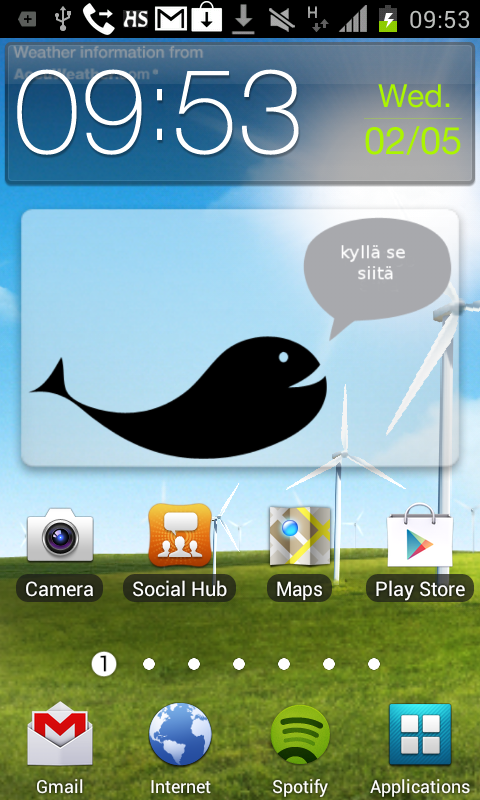 HS
H
09:53
Weather information from
AccuWeather.com*
09:53
Wed.
02/05
kyllä se
siitä
Camera
Social Hub
Maps
Play Store
1
Gmail
Internet
Spotify
Applications